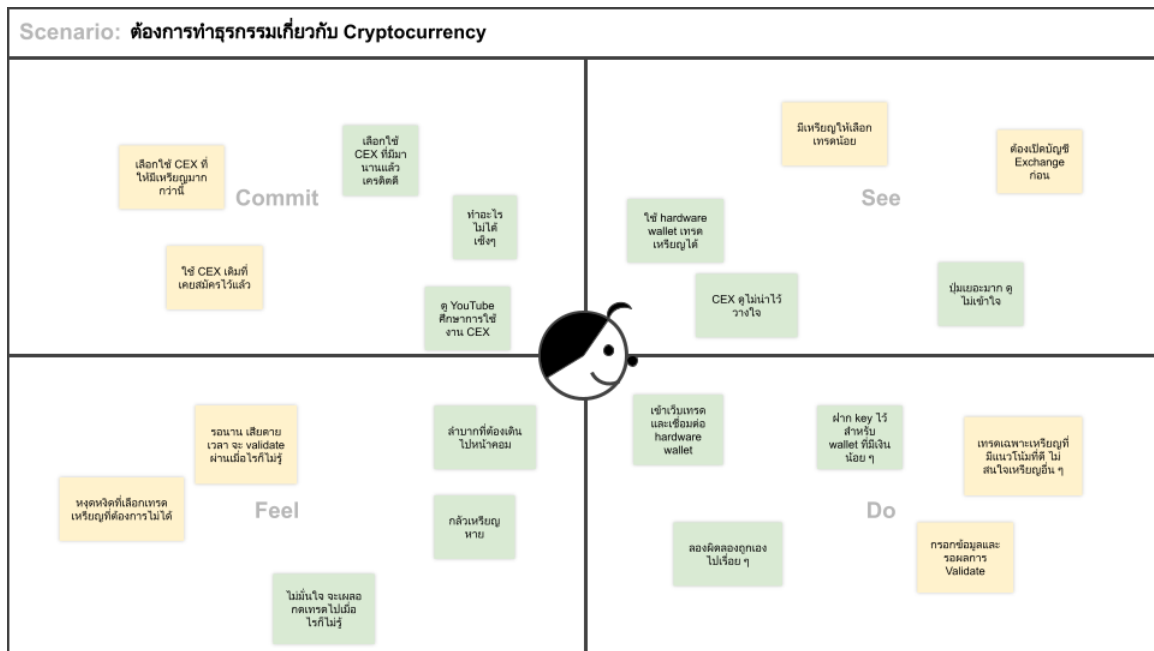 Scenario: ต้องการทำธุรกรรมเกี่ยวกับ Cryptocurrency
เลือกใช้ CEX ที่
ให้มีเหรียญมาก
กว่านี้
เลือกใช้
CEX ที่มีมา
นานแล้ว
เครดิตดี
Commit
ทำอะไร
ไม่ได้
เซ็งๆ
ใช้ CEX เดิมที่
เคยสมัครไว้แล้ว
ดู YouTube
ศึกษาการใช้
งาน CEX
มีเหรียญให้เลือก
เทรดน้อย
ต้องเปิดบัญชี
Exchange
ก่อน
See
ใช้ hardware
wallet เทรด
เหรียญได้
CEX ดูไม่น่าไว้
วางใจ
ปุ่มเยอะมาก ดู
ไม่เข้าใจ
รอนาน เสียดาย
เวลา จะ validate
ผ่านเมื่อไรก็ไม่รู้
ลำบากที่ต้องเดิน
ไปหน้าคอม
หงุดหงิดที่เลือกเทรด
เหรียญที่ต้องการไม่ได้
Feel
กลัวเหรียญ
หาย
ไม่มั่นใจ จะเผลอ
กดเทรดไปเมื่อ
ไรก็ไม่รู้
เข้าเว็บเทรด
และเชื่อมต่อ
hardware
wallet
ฝาก key ไว้
สำหรับ
wallet ที่มีเงิน
น้อย ๆ
เทรดเฉพาะเหรียญที่
มีแนวโน้มที่ดี ไม่
สนใจเหรียญอื่น ๆ
Do
ลองผิดลองถูกเอง
ไปเรื่อย ๆ
กรอกข้อมูลและ
รอผลการ
Validate